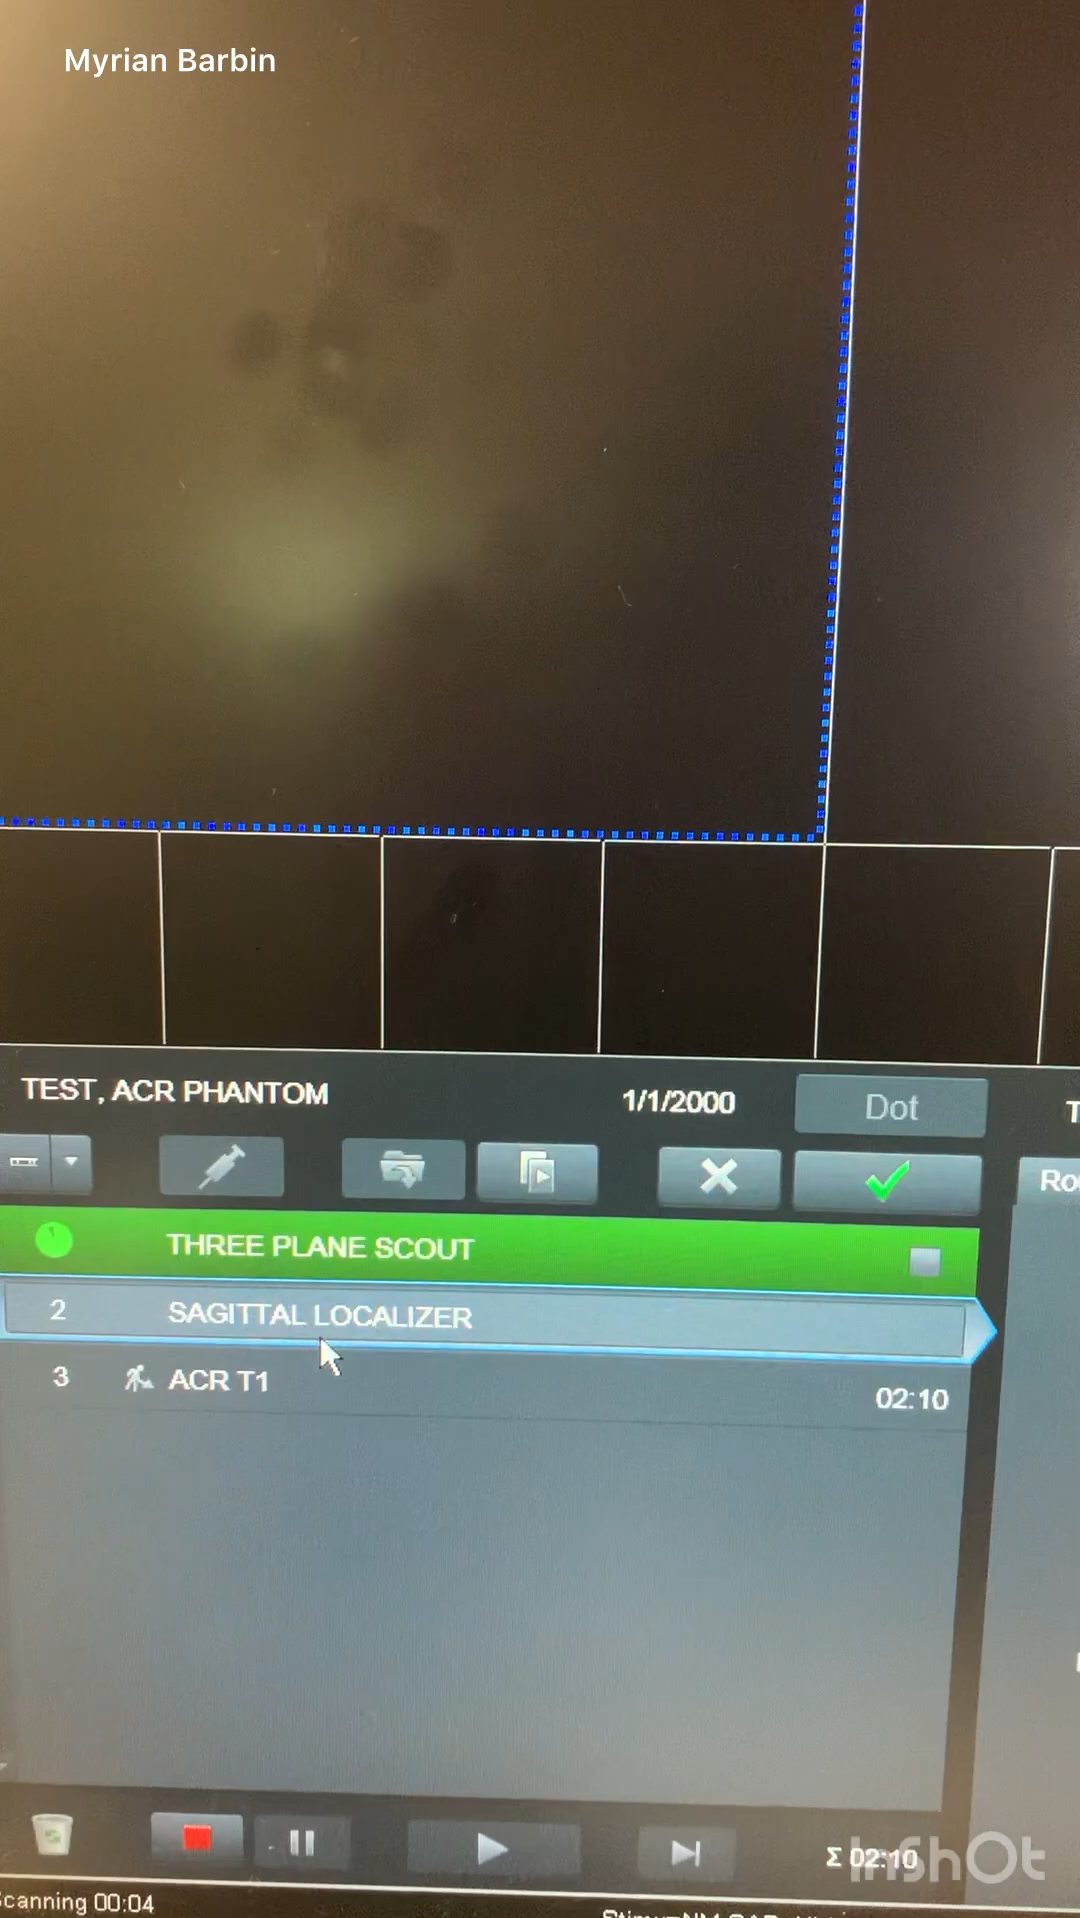 Myrian Barbin
TEST, ACR PHANTOM
1/1/2000
Dot
THREE PLANE SCOUT
2
SAGITTAL LOCALIZER
3
ACR T1
02:10
Σ 02:10
InShOt
Scanning 00:04